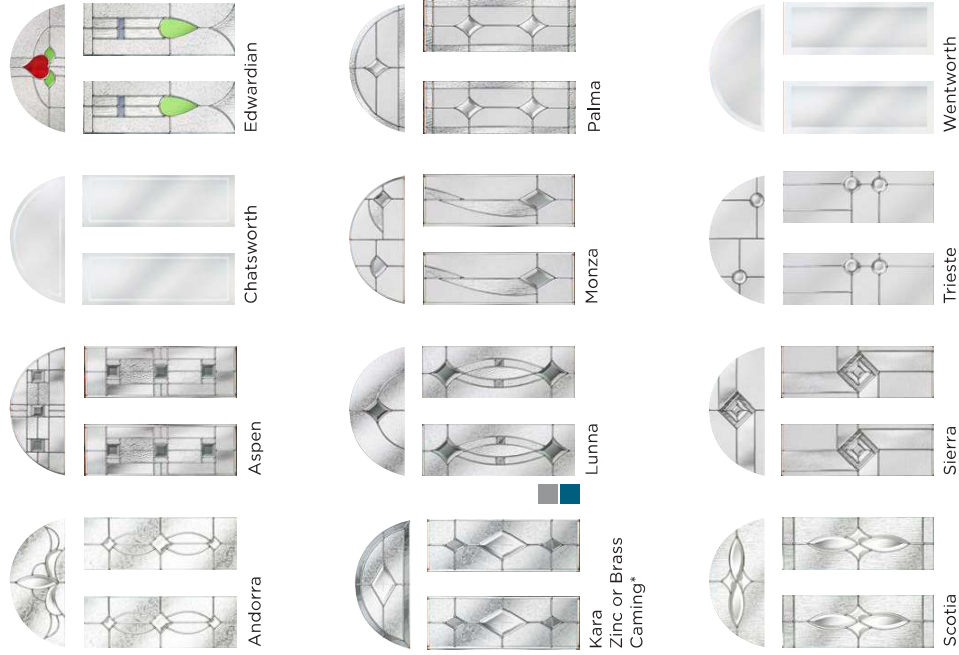 Andorra
Aspen
Chatsworth
Edwardian
Kara
Zinc or Brass
Caming*
Lunna
Monza
Palma
Scotia
Sierra
Trieste
Wentworth